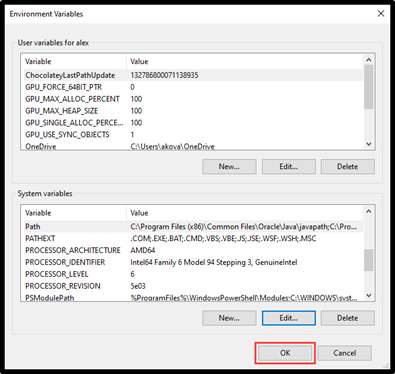 Environment Variables
User variables for alex
Variable Value
ChocolateyLastPathUpdate 132786800071138935
GPU_FORCE_64BIT_PTR 0
GPU_MAX_ALLOC_PERCENT 100
GPU_MAX_HEAP_SIZE 100
GPU_SINGLE_ALLOC_PERCE... 100
GPU_USE_SYNC_OBJECTS 1
OneDrive C:\Users\akova\OneDrive
New... Edit... Delete
System variables
Variable Value
Path C:\Program Files (x86)\Common Files\Oracle\Java\javapath;C:\Pro...
PATHEXT .COM;.EXE;.BAT;.CMD;.VBS;.VBE;.JS;.JSE;.WSF;.WSH;.MSC
PROCESSOR_ARCHITECTURE AMD64
PROCESSOR_IDENTIFIER Intel64 Family 6 Model 94 Stepping 3, GenuineIntel
PROCESSOR_LEVEL 6
PROCESSOR_REVISION 5e03
PSModulePath %ProgramFiles%\WindowsPowerShell\Modules;C:\WINDOWS\syst...
New... Edit... Delete
OK Cancel